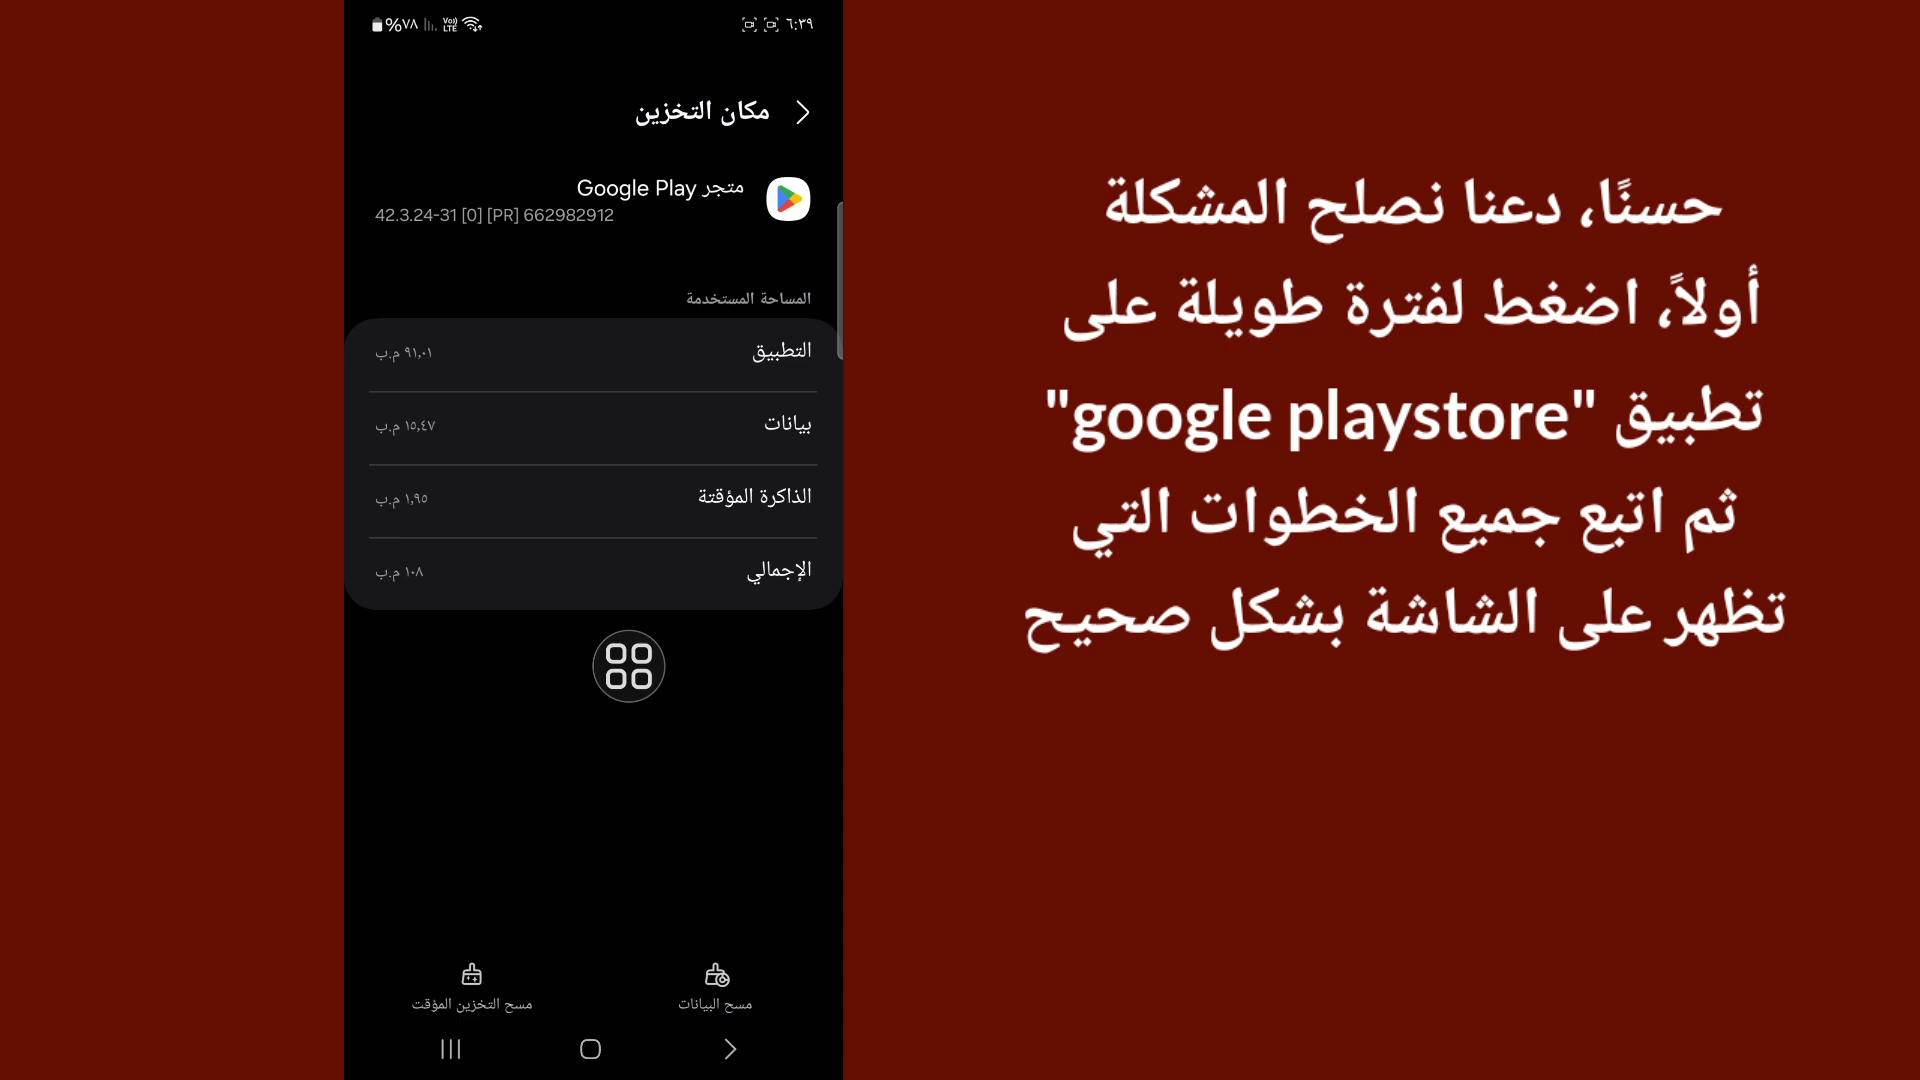 ٦:٣٩
%٧٨
Vo))
LTE
مكان التخزين
متجر Google Play
42.3.24-31 [0] [PR] 662982912
المساحة المستخدمة
التطبيق ٩١,٠١ م.ب
بيانات ١٥,٤٧ م.ب
الذاكرة المؤقتة ١,٩٥ م.ب
الإجمالي ١٠٨ م.ب
مسح البيانات
مسح التخزين المؤقت
حسنًا، دعنا نصلح المشكلة
أولاً، اضغط لفترة طويلة على
تطبيق "google playstore"
ثم اتبع جميع الخطوات التي
تظهر على الشاشة بشكل صحيح